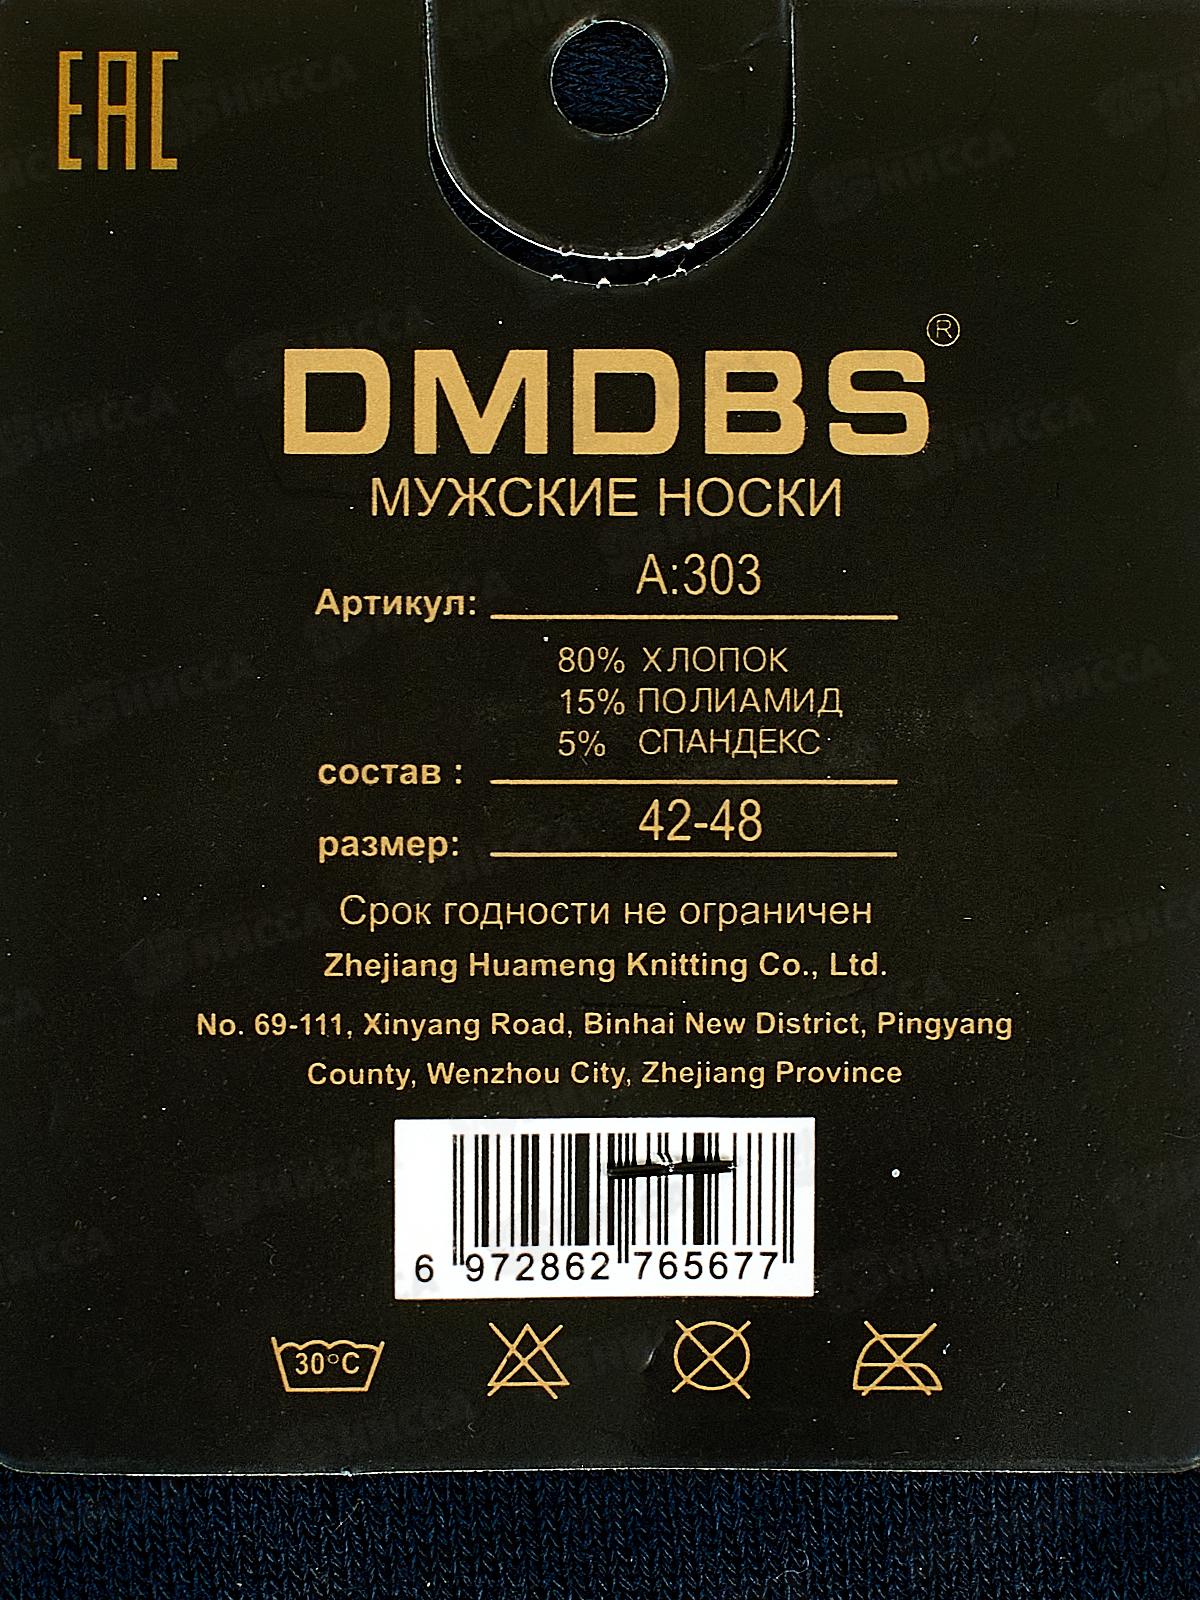 EAC
DMDBS®
МУЖСКИЕ НОСКИ
Артикул: A:303
80% ХЛОПОК
15% ПОЛИАМИД
5% СПАНДЕКС
состав :
размер: 42-48
Срок годности не ограничен
Zhejiang Huameng Knitting Co., Ltd.
No. 69-111, Xinyang Road, Binhai New District, Pingyang
County, Wenzhou City, Zhejiang Province
6 972862 765677
30°C